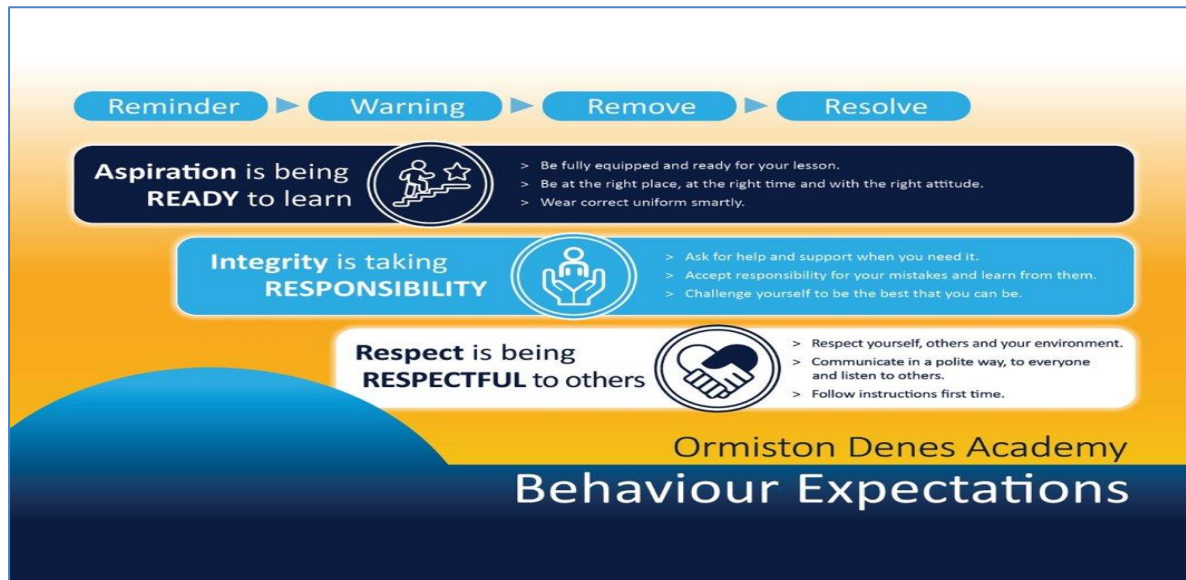 Reminder Warning Remove Resolve
Aspiration is being
READY to learn
> Be fully equipped and ready for your lesson.
> Be at the right place, at the right time and with the right attitude.
> Wear correct uniform smartly.
Integrity is taking
RESPONSIBILITY
> Ask for help and support when you need it.
> Accept responsibility for your mistakes and learn from them.
> Challenge yourself to be the best that you can be.
Respect is being
RESPECTFUL to others
> Respect yourself, others and your environment.
> Communicate in a polite way, to everyone
and listen to others.
> Follow instructions first time.
Ormiston Denes Academy
Behaviour Expectations